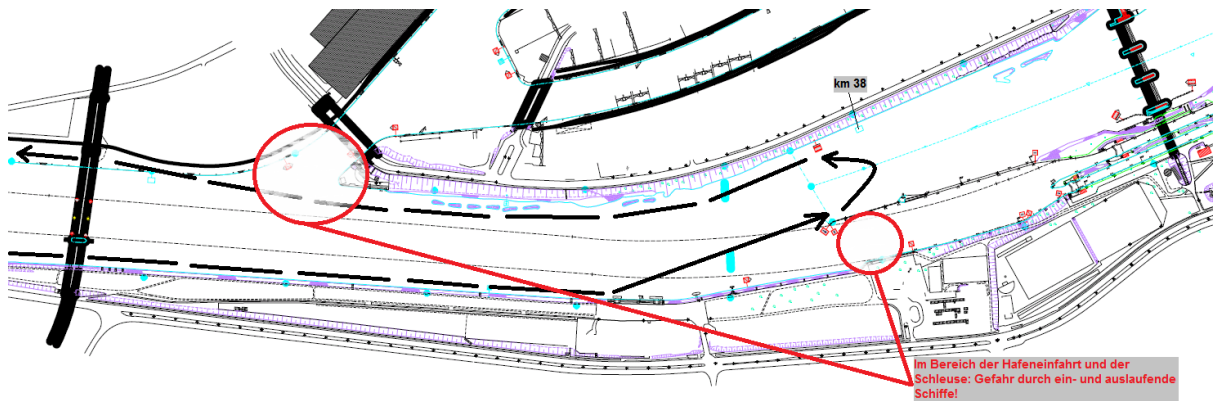 km 38
Im Bereich der Hafeneinfahrt und der
Schleuse: Gefahr durch ein- und auslaufende
Schiffe!